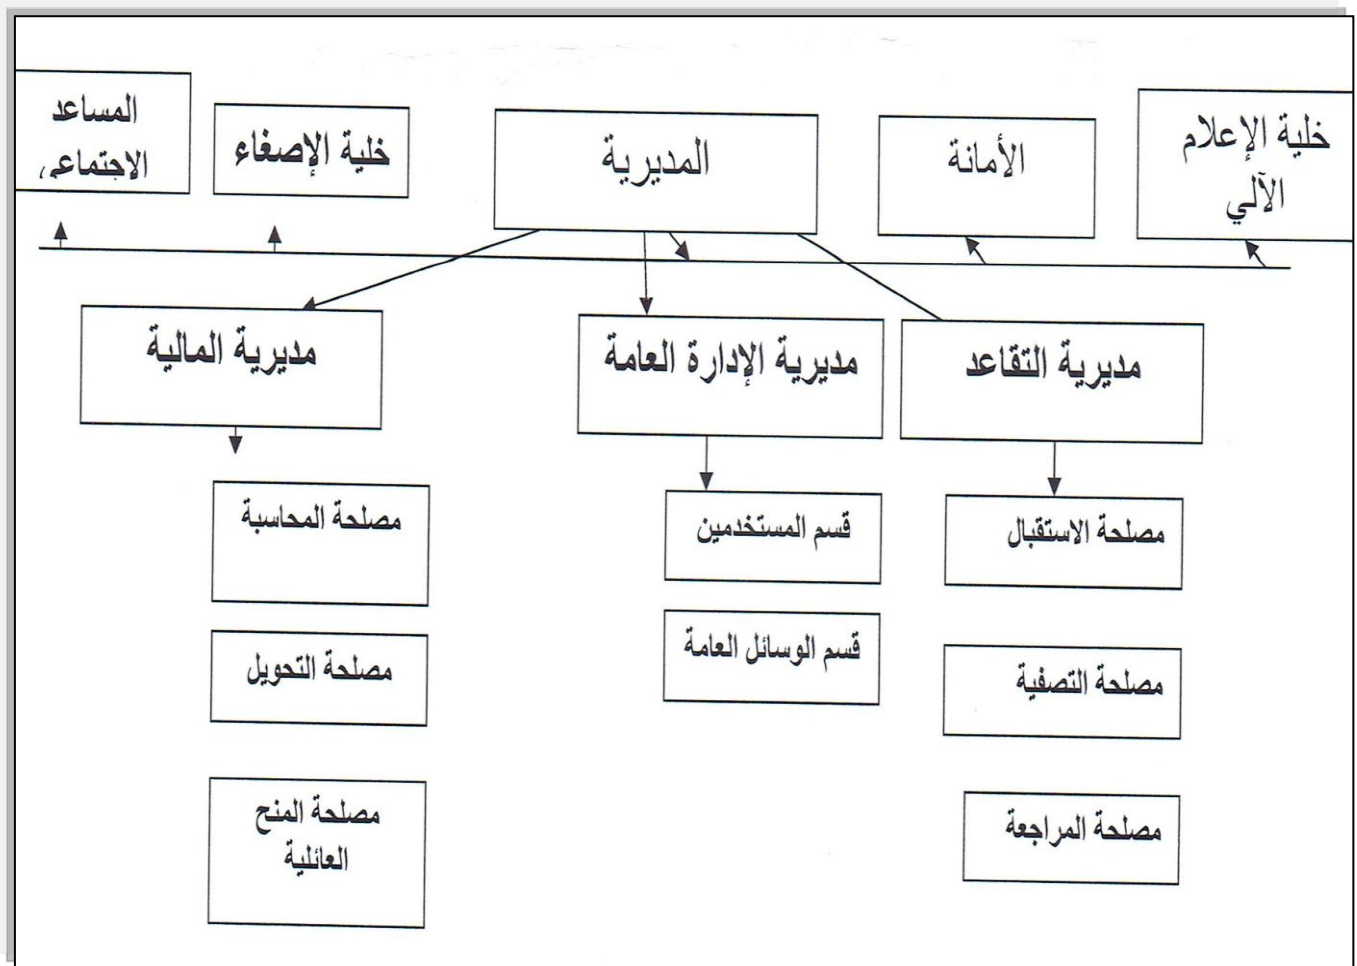 خلية الإعلام
الآلي
الأمانة
المديرية
خلية الإصغاء
المساعد
الاجتماعي
مديرية التقاعد
مديرية الإدارة العامة
مديرية المالية
مصلحة الاستقبال
قسم المستخدمين
مصلحة المحاسبة
مصلحة التصفية
قسم الوسائل العامة
مصلحة التحويل
مصلحة المراجعة
مصلحة المنح
العائلية